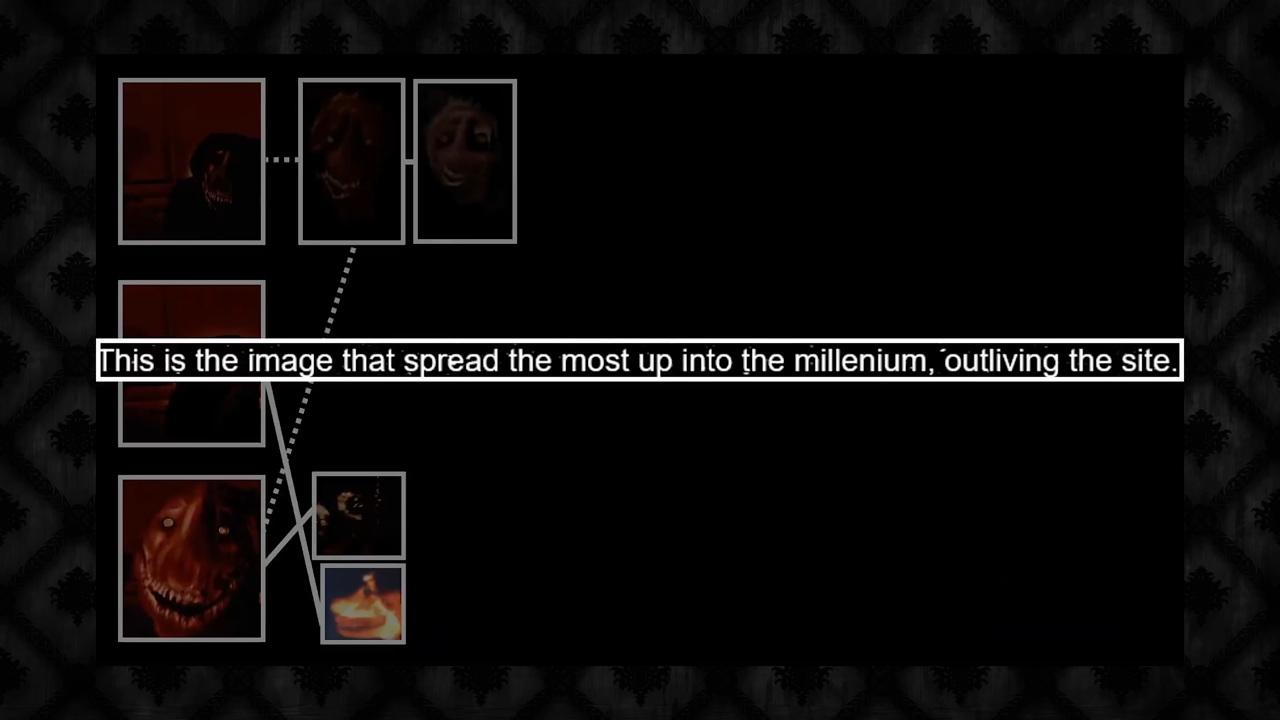 This is the image that spread the most up into the millenium, outliving the site.